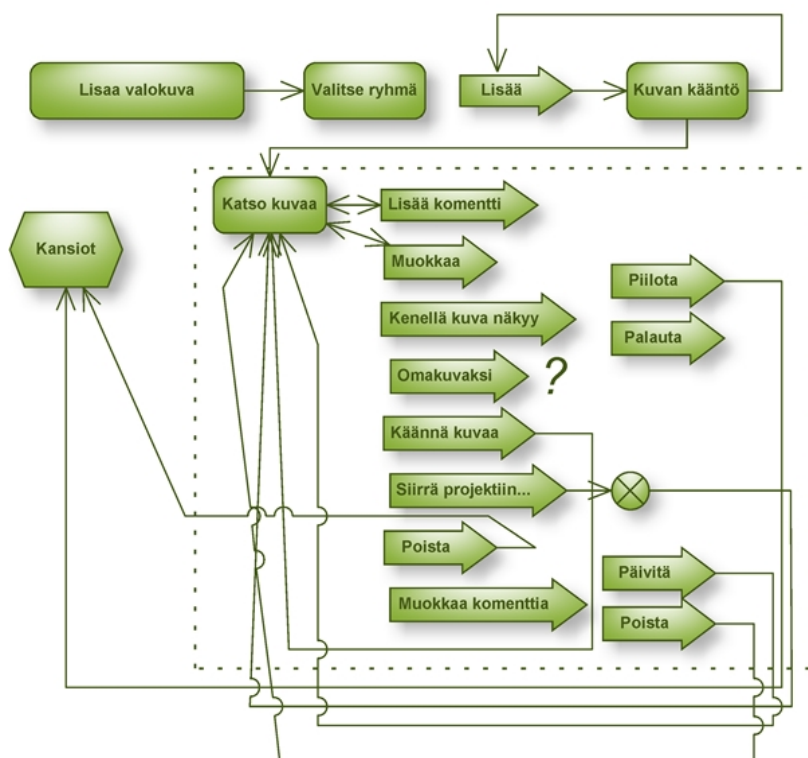 Lisaa valokuva
Valitse ryhmä
Lisää
Kuvan kääntö
Katso kuvaa
Lisää komentti
Kansiot
Muokkaa
Piilota
Kenellä kuva näkyy
Palauta
Omakuvaksi
?
Käännä kuvaa
Siirrä projektiin...
Poista
Päivitä
Muokkaa komenttia
Poista